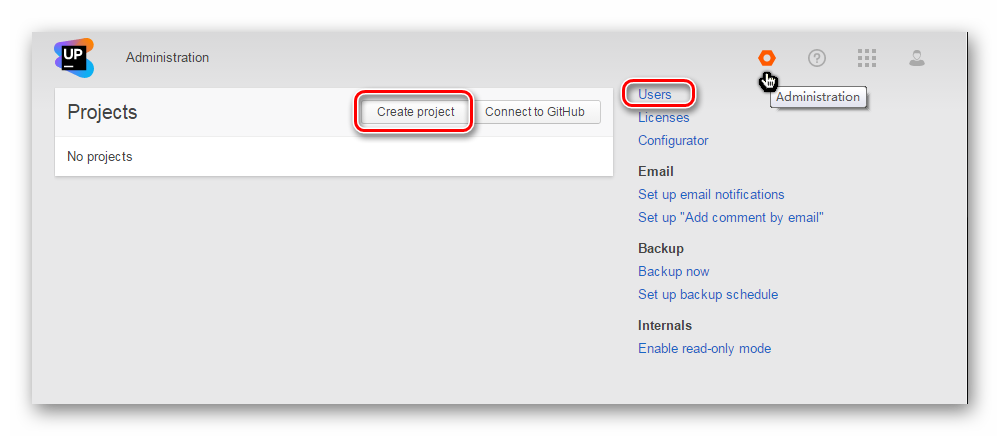 UP
Administration
Projects
Create project
Connect to GitHub
No projects
Users
Administration
Licenses
Configurator
Email
Set up email notifications
Set up "Add comment by email"
Backup
Backup now
Set up backup schedule
Internals
Enable read-only mode